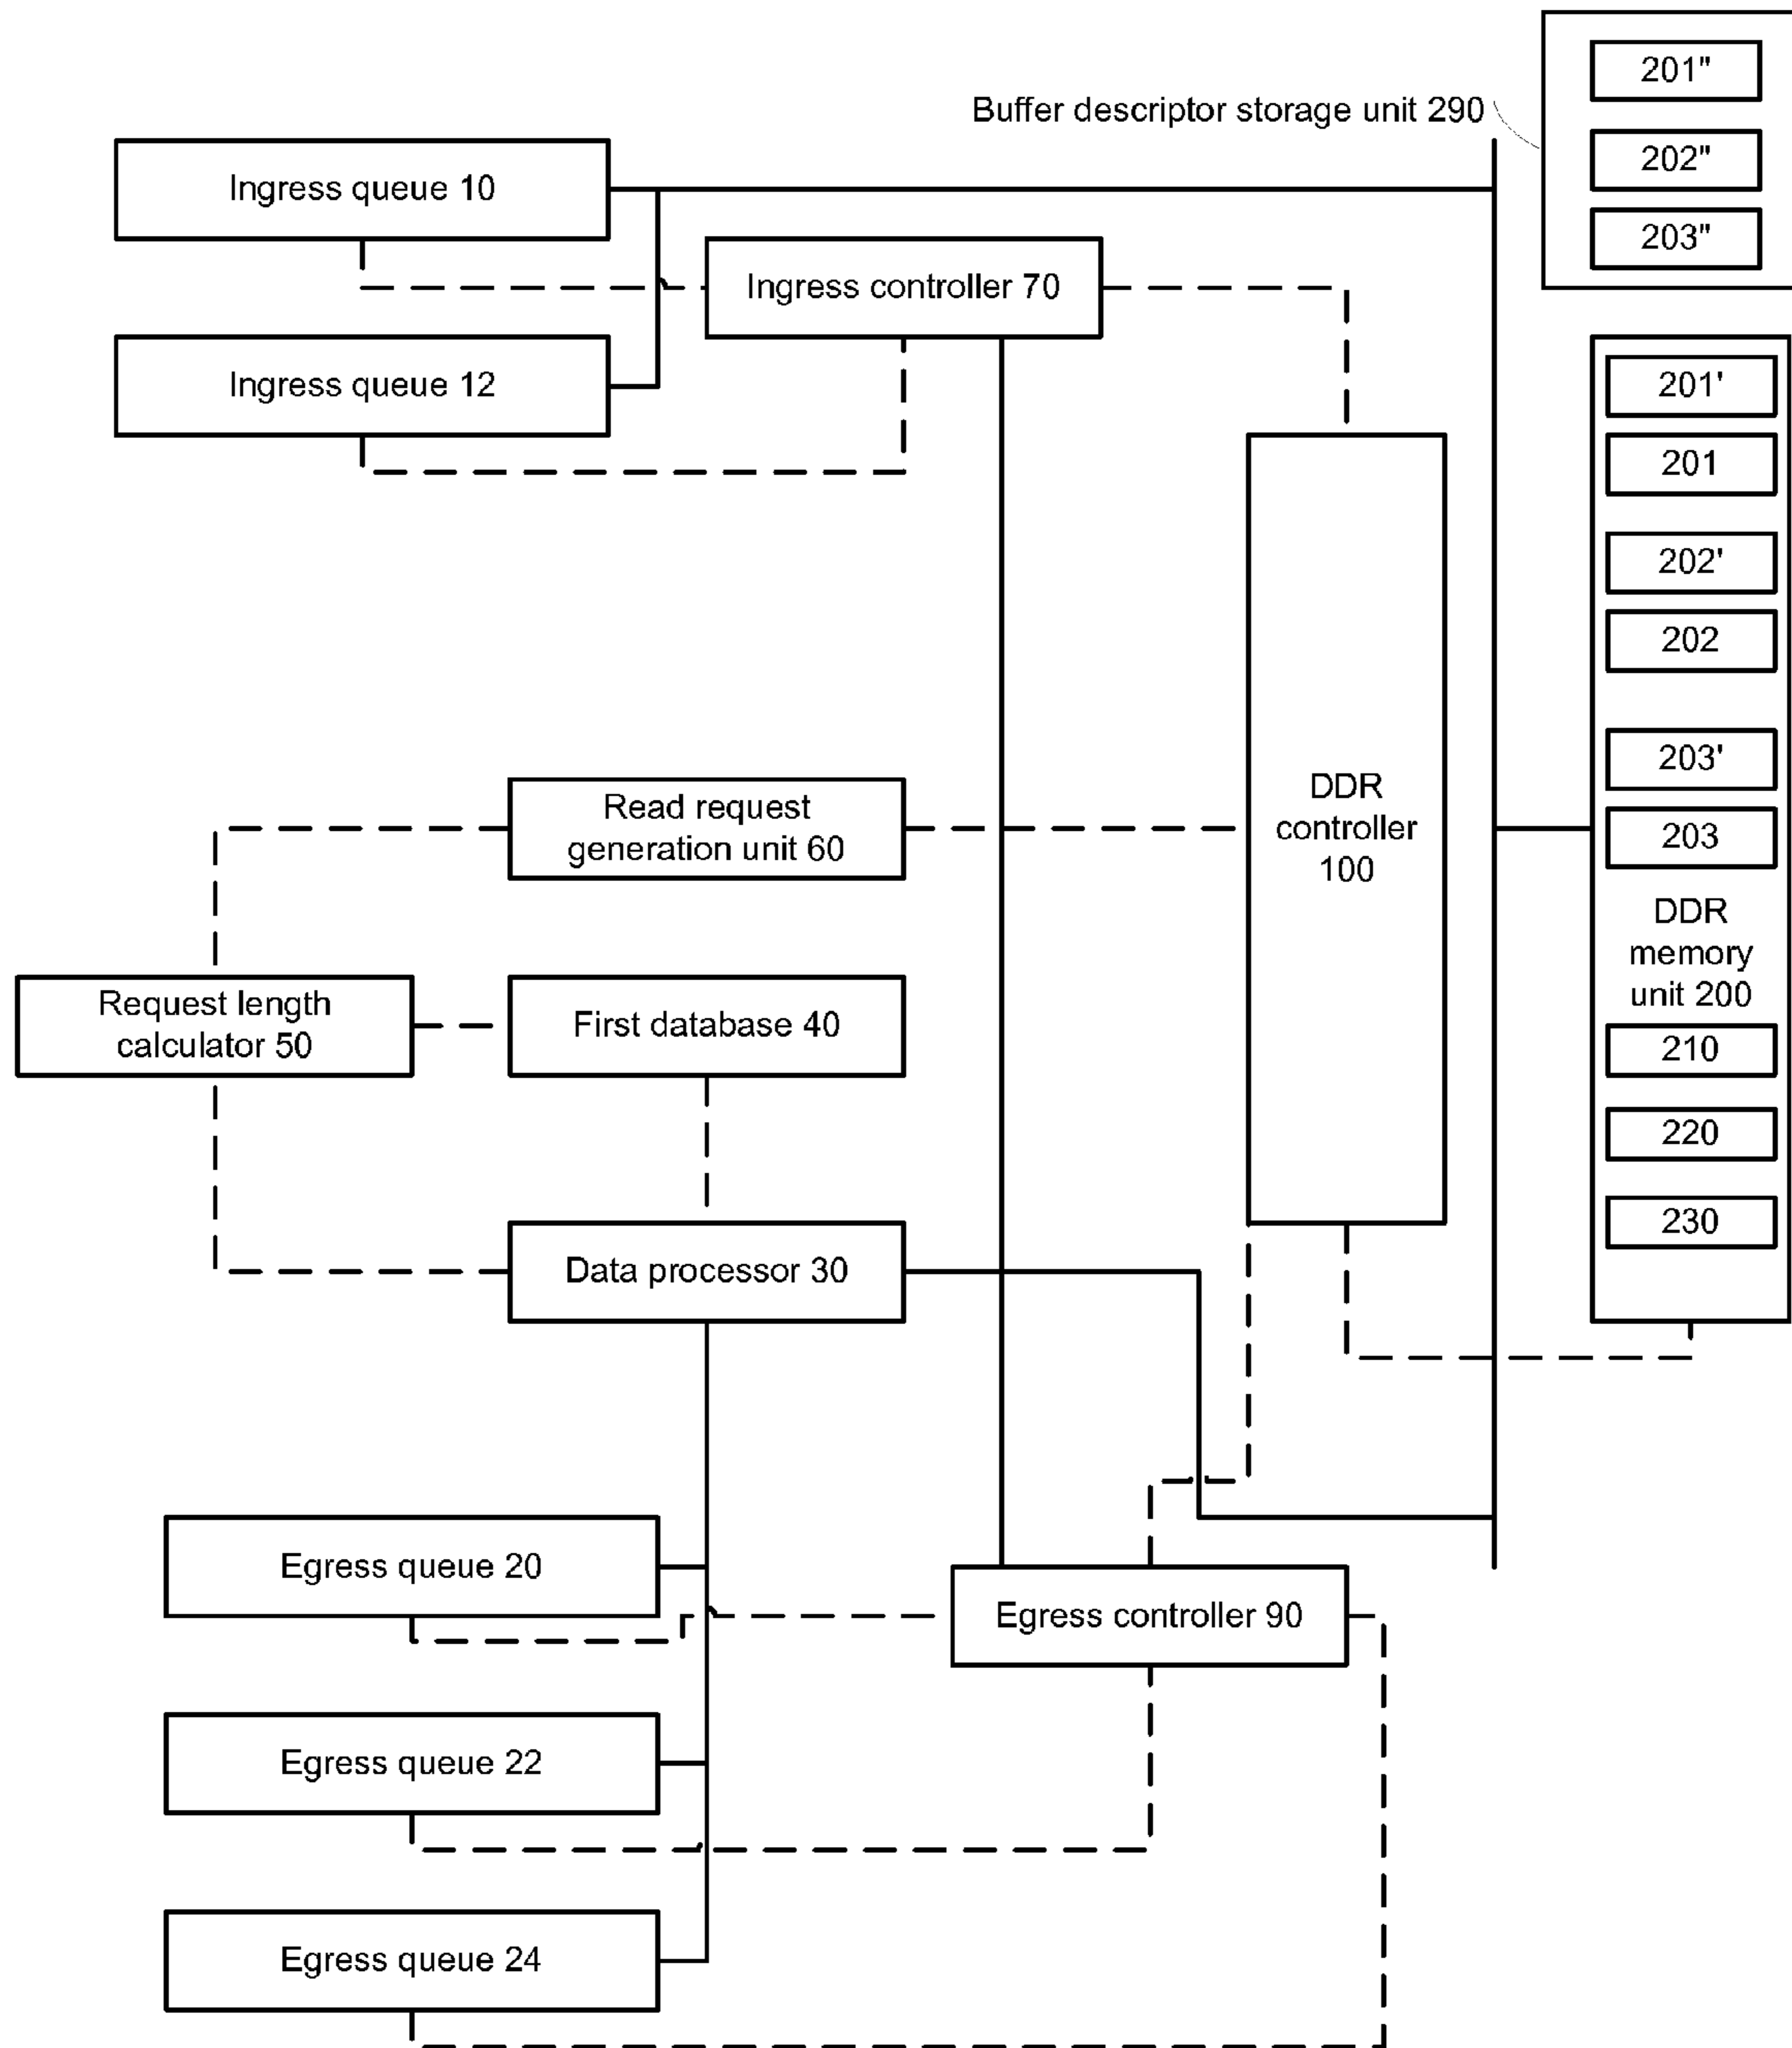 201"
Buffer descriptor storage unit 290
202"
Ingress queue 10
203"
Ingress controller 70
Ingress queue 12
201'
201
202'
202
203'
Read request
generation unit 60
DDR
controller
100
203
DDR
memory
unit 200
Request length
calculator 50
First database 40
210
220
230
Data processor 30
Egress queue 20
Egress controller 90
Egress queue 22
Egress queue 24